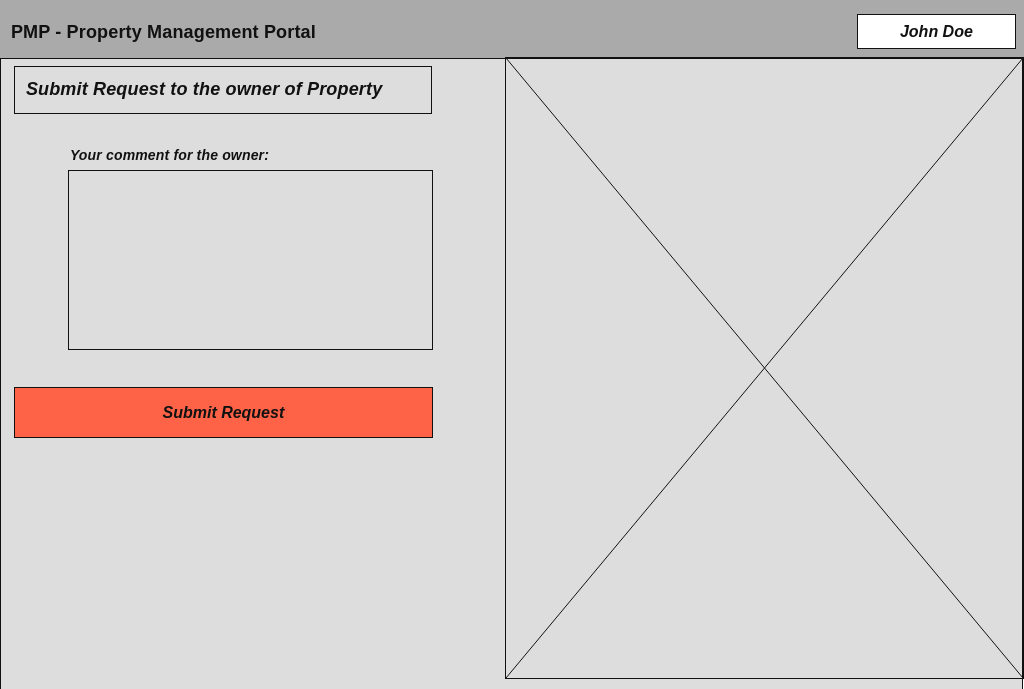 PMP - Property Management Portal
John Doe
Submit Request to the owner of Property
Your comment for the owner:
Submit Request